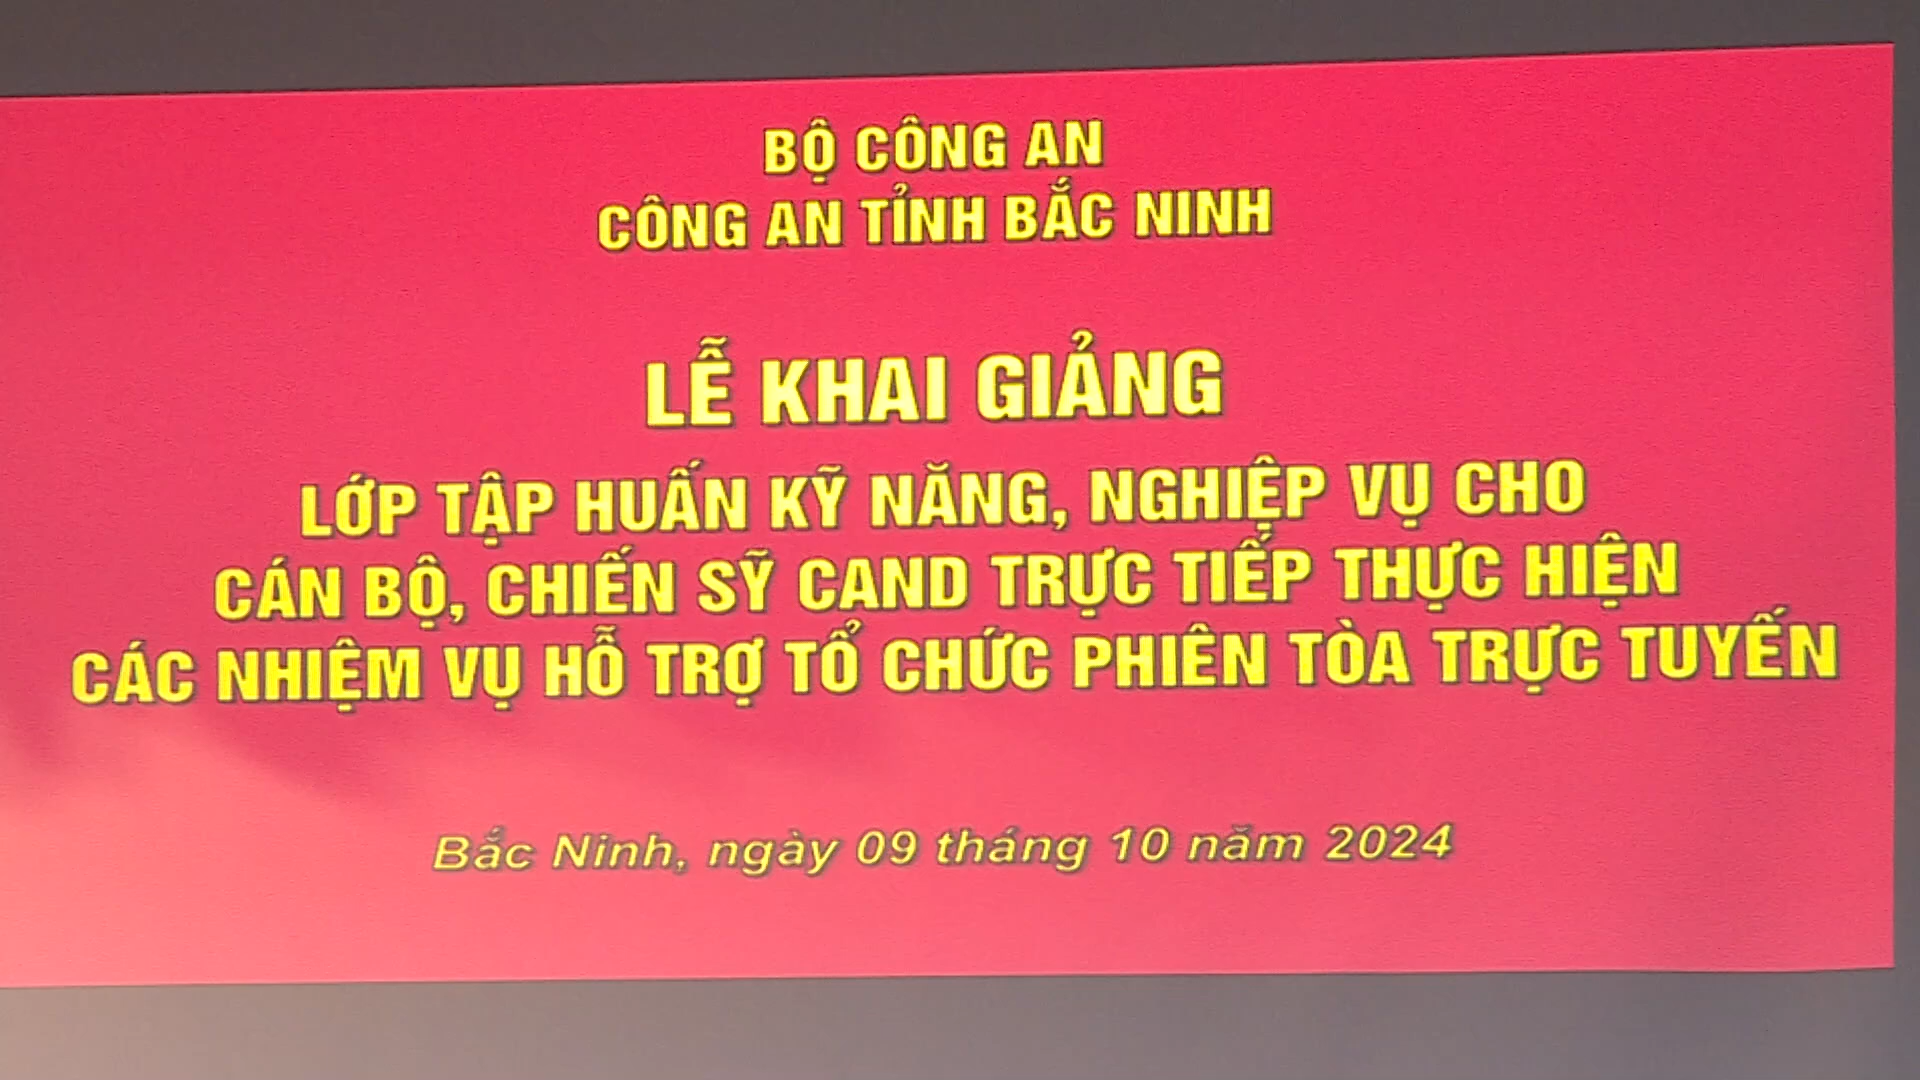 BỘ CÔNG AN
CÔNG AN TỈNH BẮC NINH
LỄ KHAI GIẢNG
LỚP TẬP HUẤN KỸ NĂNG, NGHIỆP VỤ CHO
CÁN BỘ, CHIẾN SỸ CAND TRỰC TIẾP THỰC HIỆN
CÁC NHIỆM VỤ HỖ TRỢ TỔ CHỨC PHIÊN TÒA TRỰC TUYẾN
Bắc Ninh, ngày 09 tháng 10 năm 2024